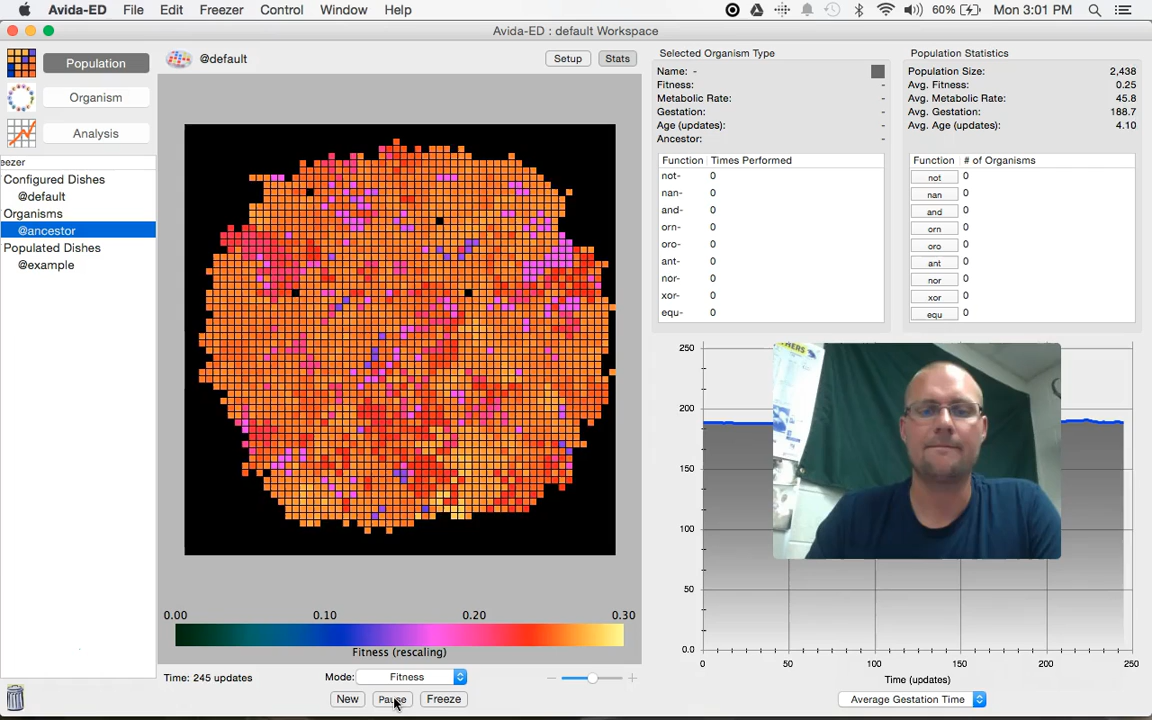 Avida-ED File Edit Freezer Control Window Help 60% Mon 3:01 PM
Avida-ED : default Workspace
Population
Organism
Analysis
eezer
Configured Dishes
@default
Organisms
@ancestor
Populated Dishes
@example
@default
Setup Stats
0.00 0.10 0.20 0.30
Fitness (rescaling)
Time: 245 updates
Mode: Fitness
New Pause Freeze
Selected Organism Type
Name: -
Fitness: -
Metabolic Rate: -
Gestation: -
Age (updates): -
Ancestor: -
Function Times Performed
not- 0
nan- 0
and- 0
orn- 0
oro- 0
ant- 0
nor- 0
xor- 0
equ- 0
Population Statistics
Population Size: 2,438
Avg. Fitness: 0.25
Avg. Metabolic Rate: 45.8
Avg. Gestation: 188.7
Avg. Age (updates): 4.10
Function # of Organisms
not 0
nan 0
and 0
orn 0
oro 0
ant 0
nor 0
xor 0
equ 0
250
200
150
100
50
0.0
0 50 100 150 200 250
Time (updates)
Average Gestation Time